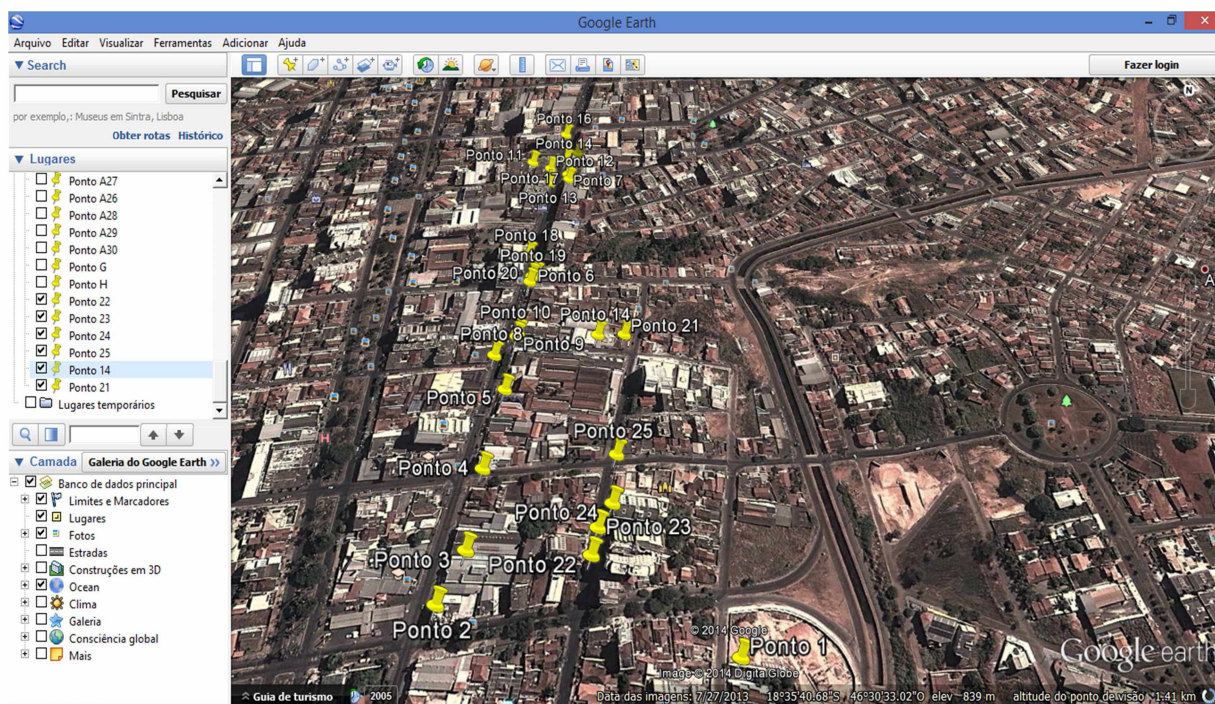 Google Earth
Arquivo Editar Visualizar Ferramentas Adicionar Ajuda
Search
Fazer login
Pesquisar
por exemplo,: Museus em Sintra, Lisboa
Obter rotas Histórico
Lugares
Ponto A27
Ponto A26
Ponto A28
Ponto A29
Ponto A30
Ponto G
Ponto H
Ponto 22
Ponto 23
Ponto 24
Ponto 25
Ponto 14
Ponto 21
Lugares temporários
Camada Galeria do Google Earth >>
Banco de dados principal
Limites e Marcadores
Lugares
Fotos
Estradas
Construções em 3D
Ocean
Clima
Galeria
Consciência global
Mais
N
Ponto 16
Ponto 14
Ponto 11
Ponto 12
Ponto 17
Ponto 7
Ponto 13
Ponto 18
Ponto 19
Ponto 20
Ponto 6
A
Ponto 10
Ponto 14
Ponto 21
Ponto 8
Ponto 9
Ponto 5
Ponto 25
Ponto 4
Ponto 24
Ponto 23
Ponto 3
Ponto 22
Ponto 2
© 2014 Google
Ponto 1
Image © 2014 DigitalGlobe
Google earth
Guia de turismo 2005
Data das imagens: 7/27/2013 18°35'40.68"S 46°30'33.02"O elev 839 m altitude do ponto de visão 1.41 km